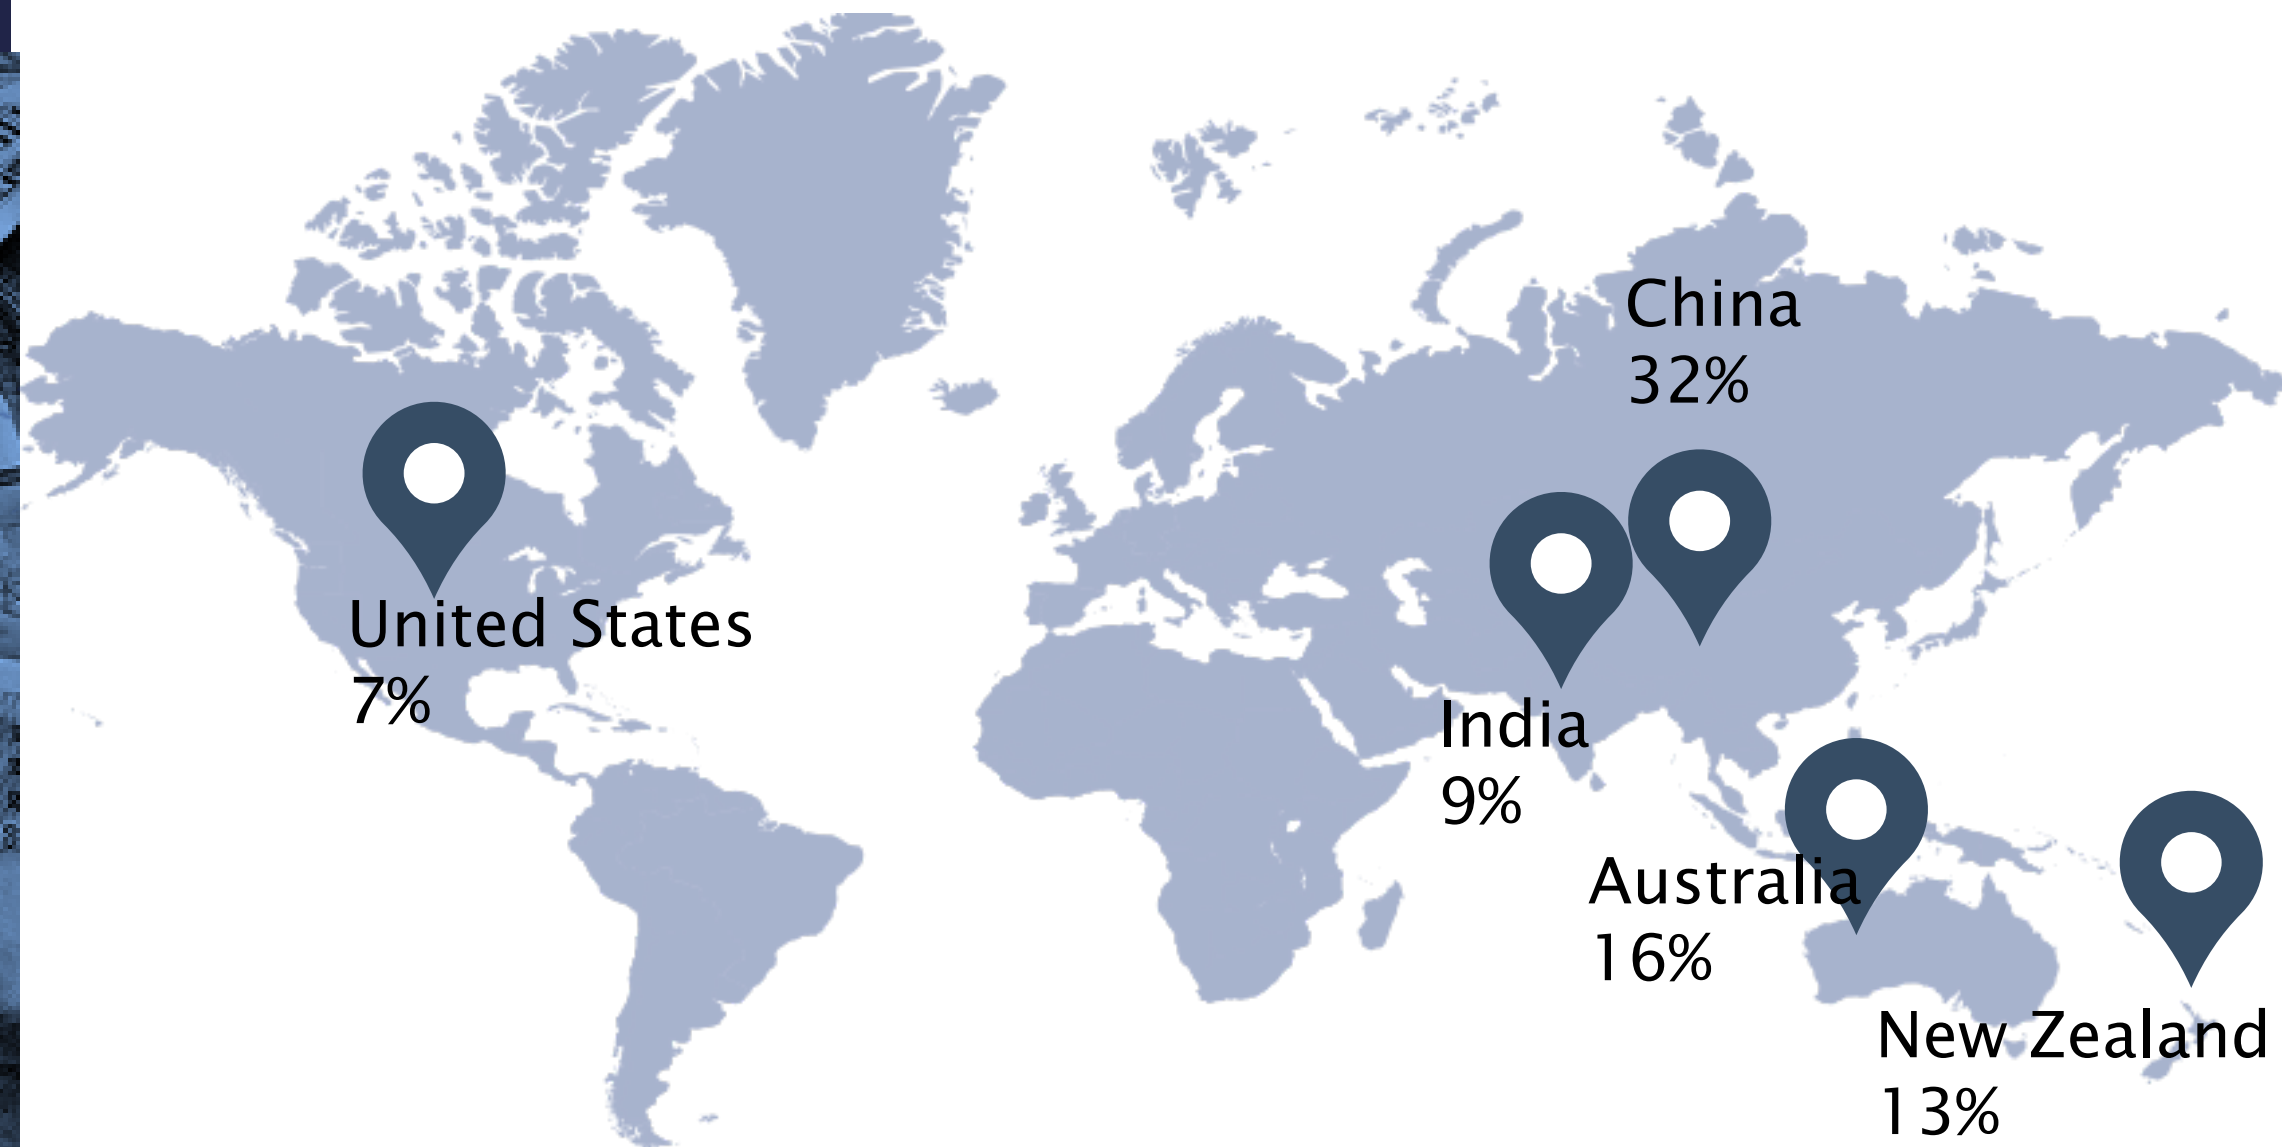 China
32%
United States
7%
India
9%
Australia
16%
New Zealand
13%